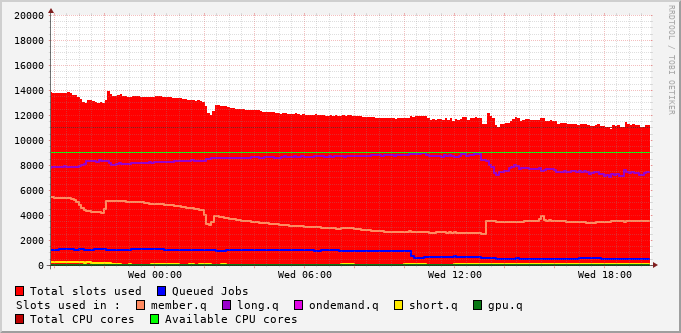 20000
18000
16000
14000
12000
10000
8000
6000
4000
2000
0
Wed 00:00 Wed 06:00 Wed 12:00 Wed 18:00
Total slots used Queued Jobs
Slots used in : member.q long.q ondemand.q short.q gpu.q
Total CPU cores Available CPU cores
RRDTOOL / TOBI OETIKER